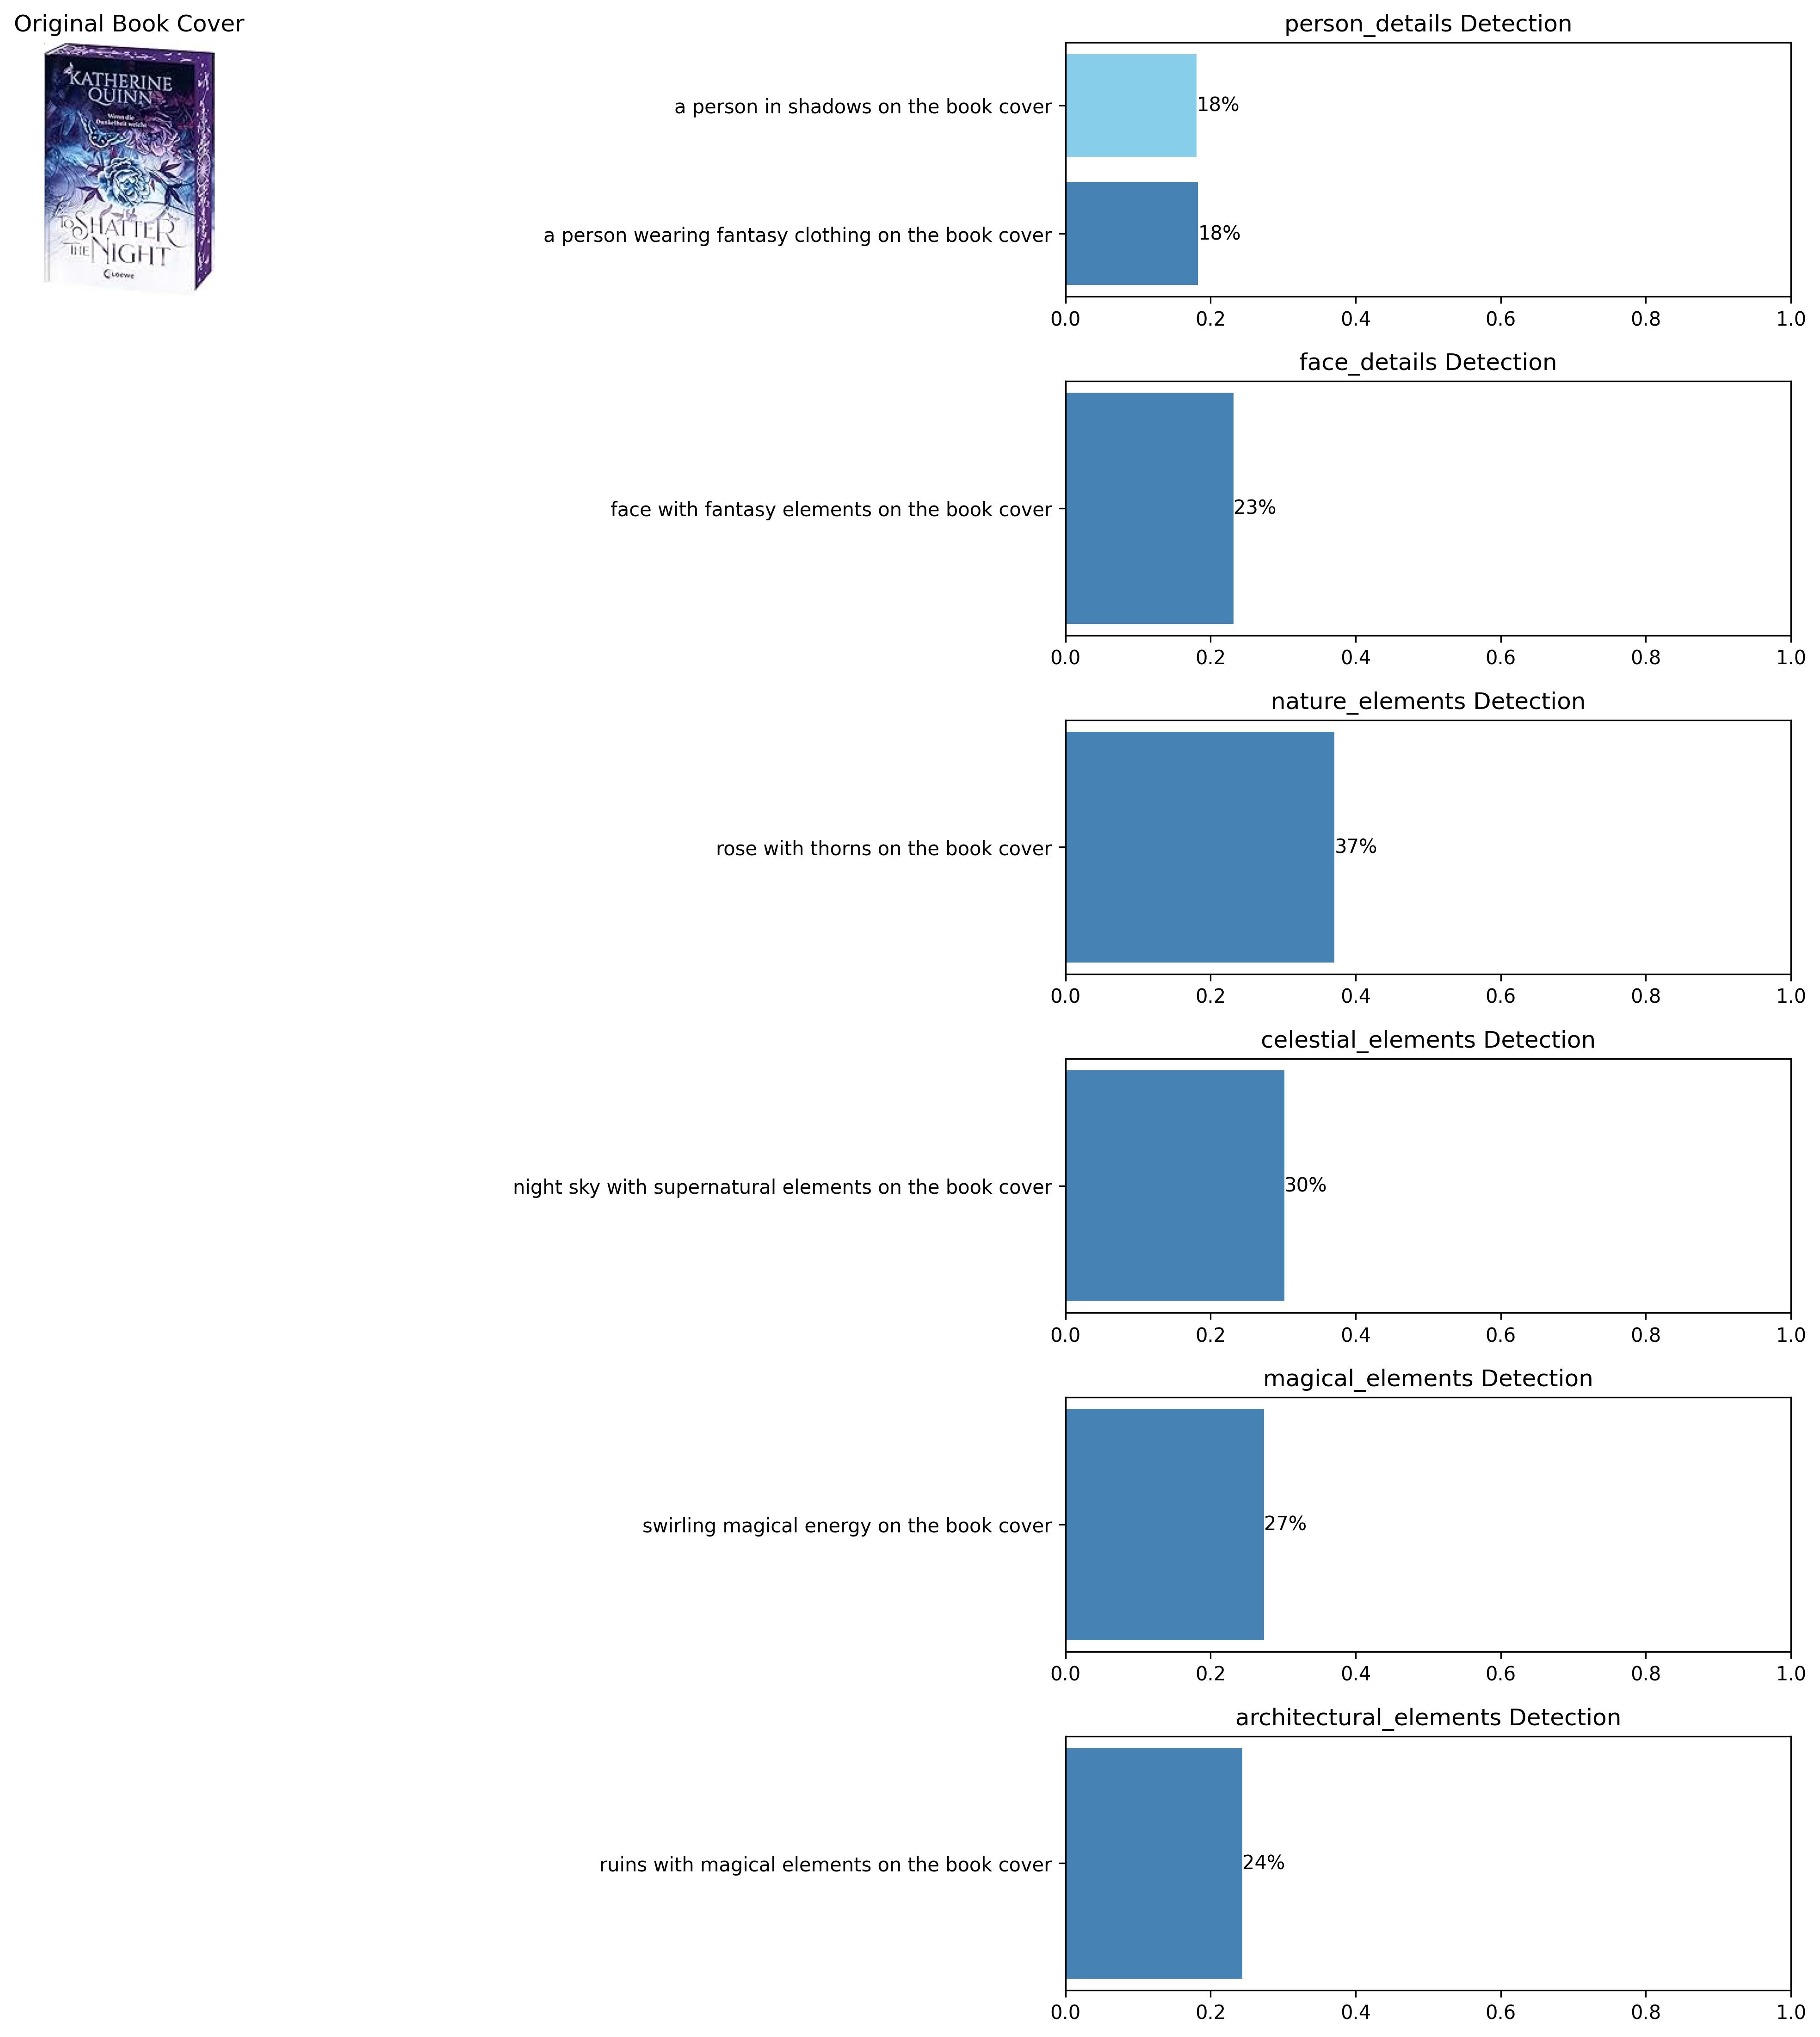 Original Book Cover
KATHERINE
QUINN
Wenn die
Dunkelheit weicht
TO SHATTER
THE NIGHT
LOEWE
person_details Detection
a person in shadows on the book cover
18%
a person wearing fantasy clothing on the book cover
18%
0.0 0.2 0.4 0.6 0.8 1.0
face_details Detection
face with fantasy elements on the book cover
23%
0.0 0.2 0.4 0.6 0.8 1.0
nature_elements Detection
rose with thorns on the book cover
37%
0.0 0.2 0.4 0.6 0.8 1.0
celestial_elements Detection
night sky with supernatural elements on the book cover
30%
0.0 0.2 0.4 0.6 0.8 1.0
magical_elements Detection
swirling magical energy on the book cover
27%
0.0 0.2 0.4 0.6 0.8 1.0
architectural_elements Detection
ruins with magical elements on the book cover
24%
0.0 0.2 0.4 0.6 0.8 1.0